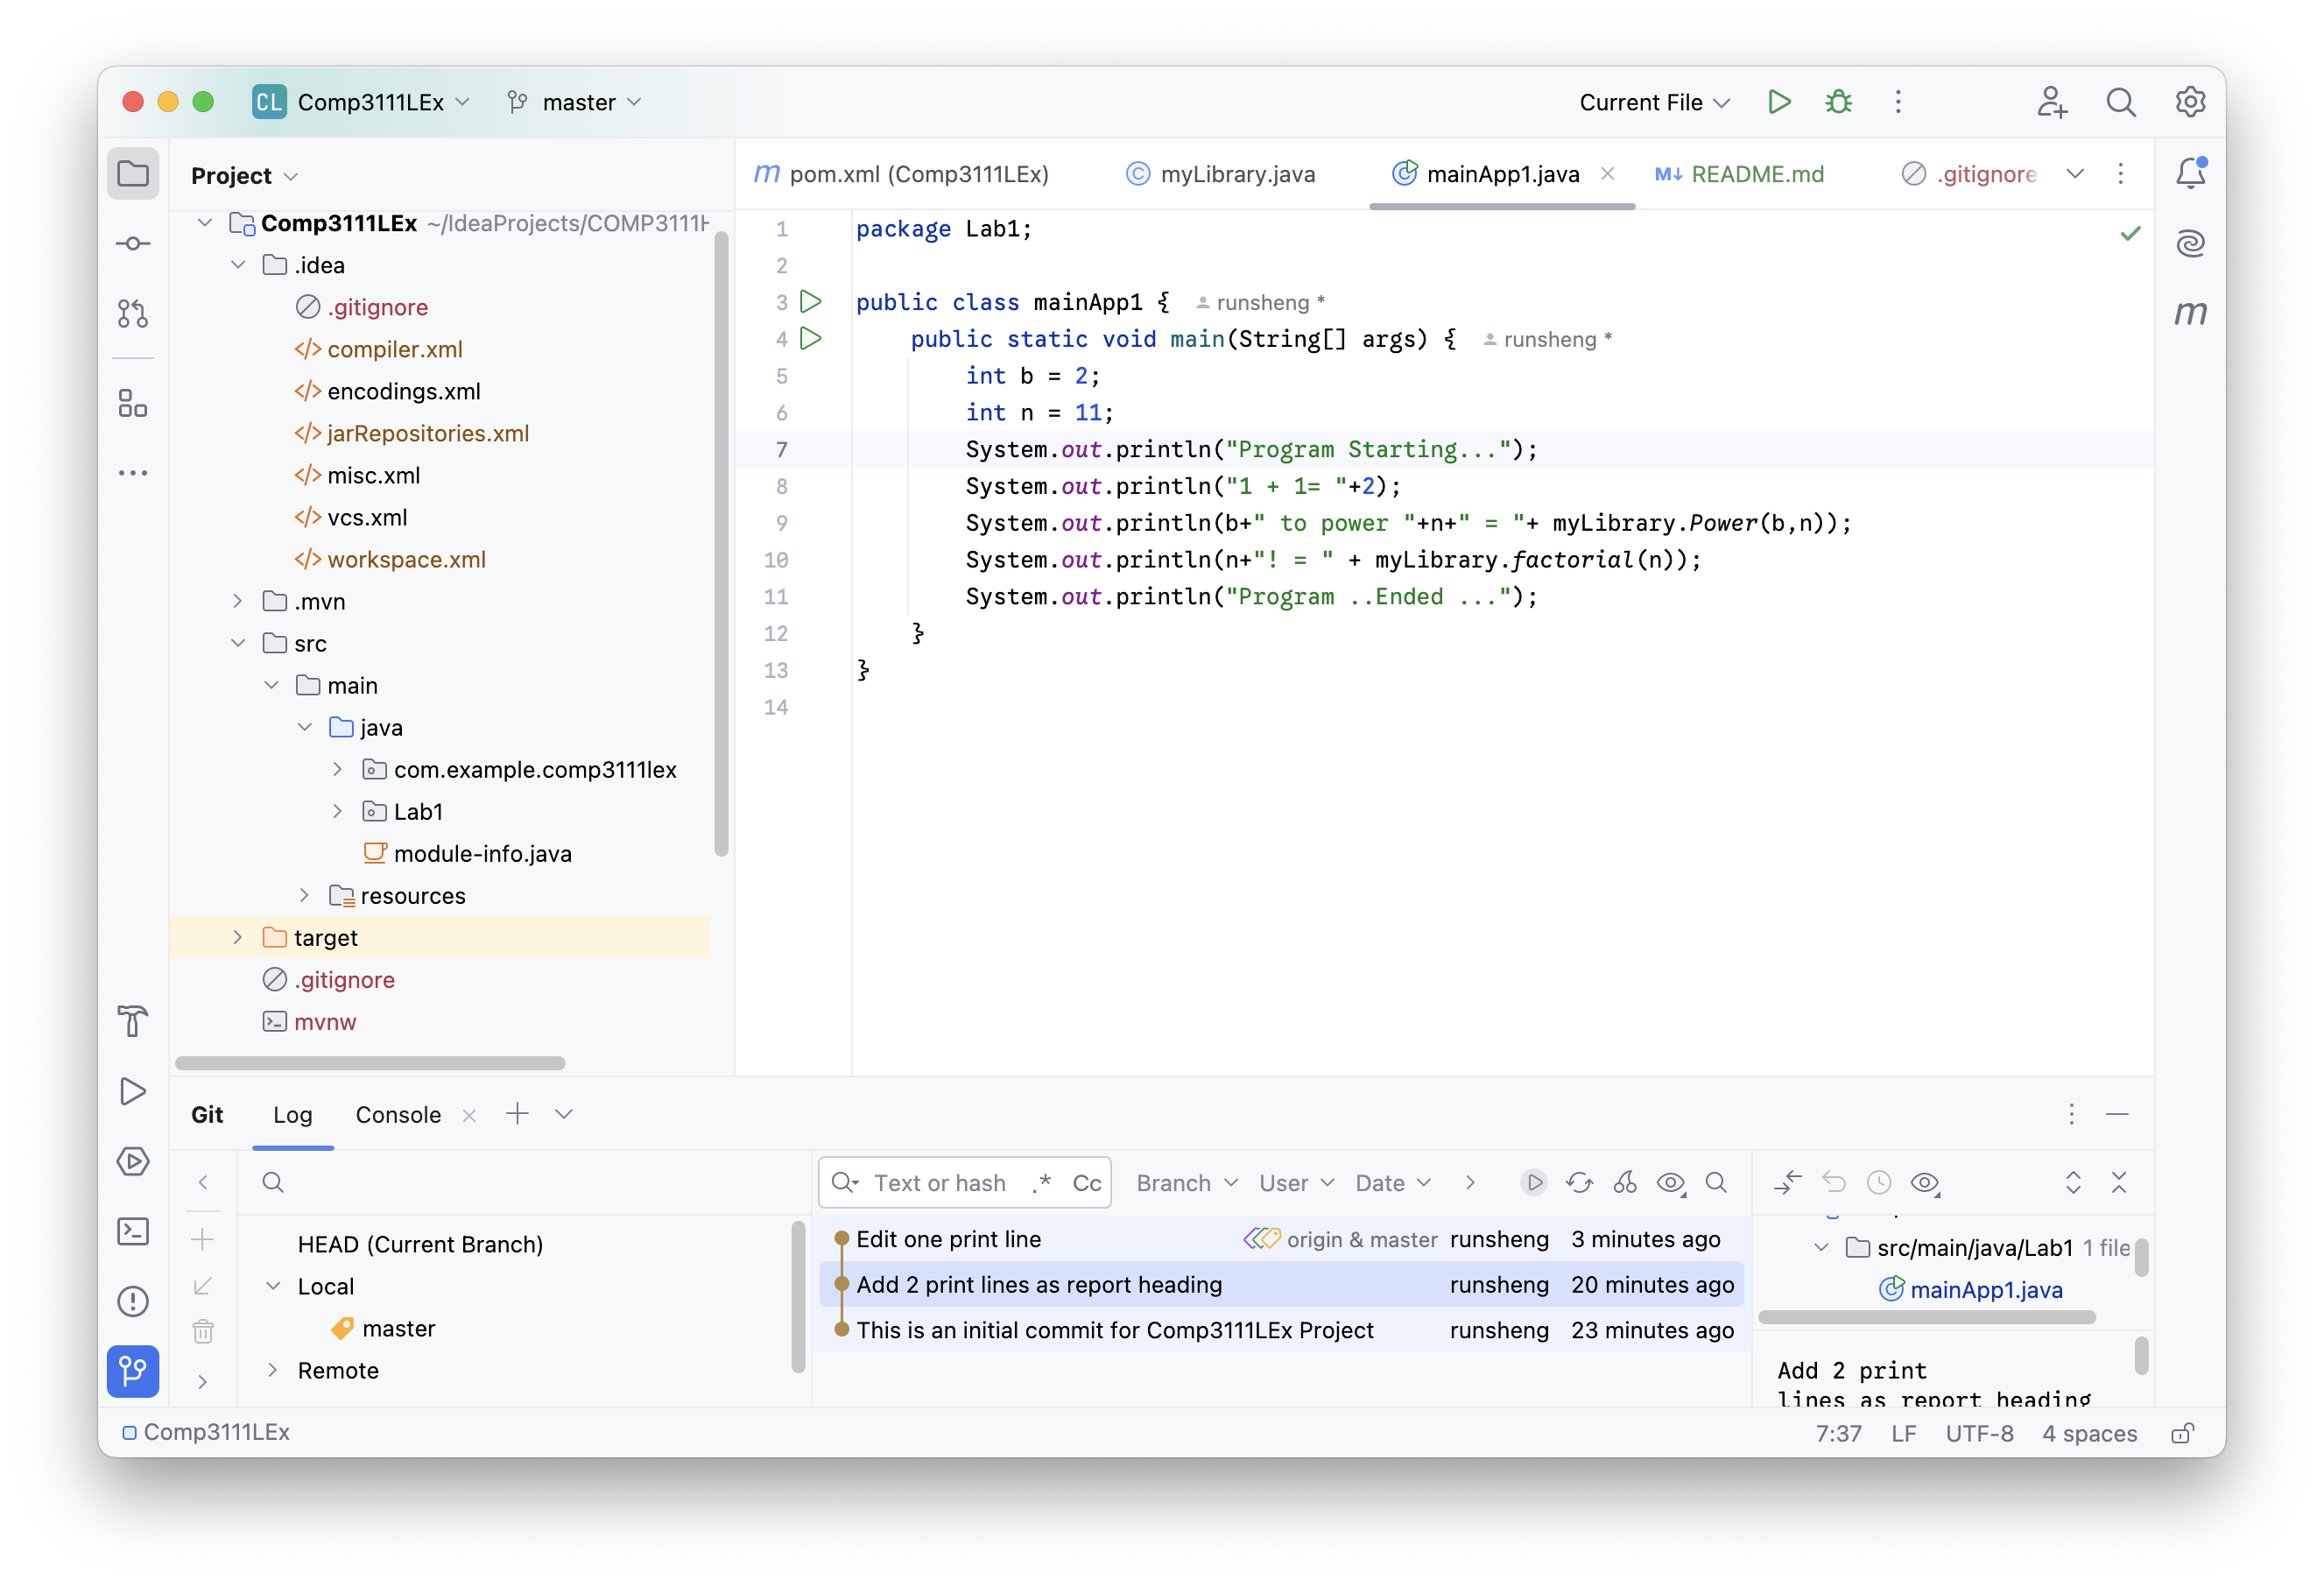 CL Comp3111LEx master Current File
Project
pom.xml (Comp3111LEx) myLibrary.java mainApp1.java README.md .gitignore
Comp3111LEx ~/IdeaProjects/COMP3111H
.idea
.gitignore
compiler.xml
encodings.xml
jarRepositories.xml
misc.xml
vcs.xml
workspace.xml
.mvn
src
main
java
com.example.comp3111lex
Lab1
module-info.java
resources
target
.gitignore
mvnw
1 package Lab1;
2
3 public class mainApp1 { runsheng *
4 public static void main(String[] args) { runsheng *
5 int b = 2;
6 int n = 11;
7 System.out.println("Program Starting...");
8 System.out.println("1 + 1= "+2);
9 System.out.println(b+" to power "+n+" = "+ myLibrary.Power(b,n));
10 System.out.println(n+"! = " + myLibrary.factorial(n));
11 System.out.println("Program ..Ended ...");
12 }
13 }
14
Git Log Console
Text or hash .* Cc Branch User Date
HEAD (Current Branch)
Local
master
Remote
Edit one print line origin & master runsheng 3 minutes ago
Add 2 print lines as report heading runsheng 20 minutes ago
This is an initial commit for Comp3111LEx Project runsheng 23 minutes ago
src/main/java/Lab1 1 file
mainApp1.java
Add 2 print
lines as report heading
Comp3111LEx 7:37 LF UTF-8 4 spaces